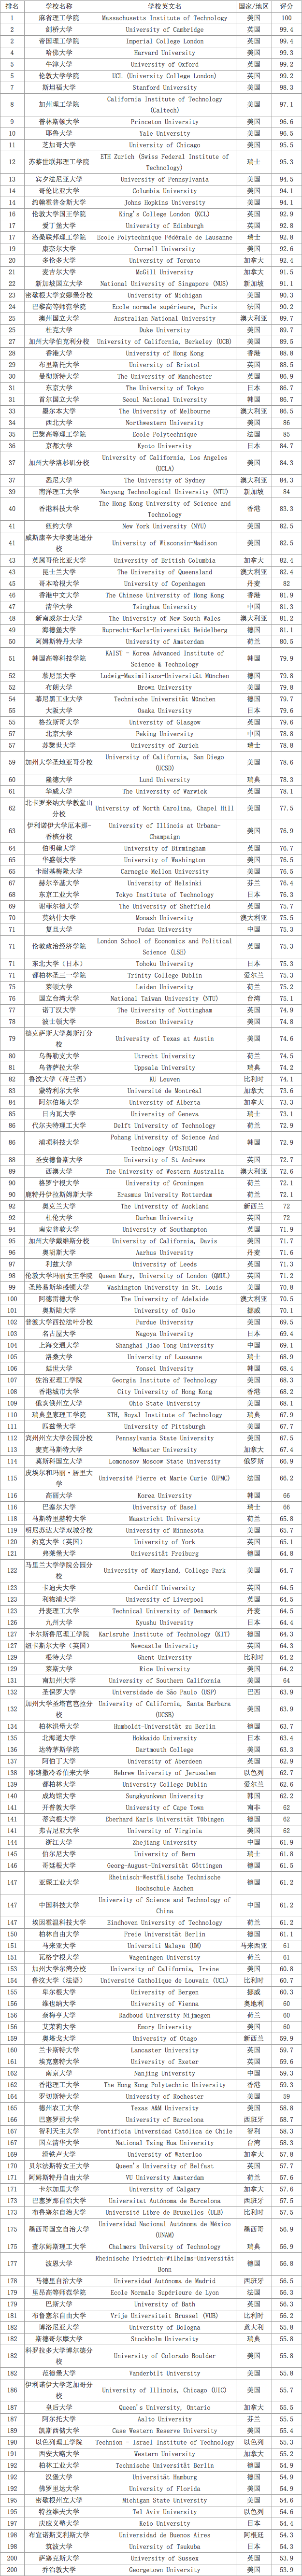 排名 学校名称 学校英文名 国家/地区 评分
1 麻省理工学院 Massachusetts Institute of Technology 美国 100
2 剑桥大学 University of Cambridge 英国 99.4
2 帝国理工学院 Imperial College London 英国 99.4
4 哈佛大学 Harvard University 美国 99.3
5 牛津大学 University of Oxford 英国 99.2
5 伦敦大学学院 UCL (University College London) 英国 99.2
7 斯坦福大学 Stanford University 美国 98.3
8 加州理工学院 California Institute of Technology (Caltech) 美国 97.1
9 普林斯顿大学 Princeton University 美国 96.6
10 耶鲁大学 Yale University 美国 96.5
11 芝加哥大学 University of Chicago 美国 95.5
12 苏黎世联邦理工学院 ETH Zurich (Swiss Federal Institute of Technology) 瑞士 95.3
13 宾夕法尼亚大学 University of Pennsylvania 美国 94.5
14 哥伦比亚大学 Columbia University 美国 94.1
14 约翰霍普金斯大学 Johns Hopkins University 美国 94.1
16 伦敦大学国王学院 King's College London (KCL) 英国 92.9
17 爱丁堡大学 University of Edinburgh 英国 92.8
17 洛桑联邦理工学院 Ecole Polytechnique Fédérale de Lausanne 瑞士 92.8
19 康奈尔大学 Cornell University 美国 92.6
20 多伦多大学 University of Toronto 加拿大 92.4
21 麦吉尔大学 McGill University 加拿大 91.5
22 新加坡国立大学 National University of Singapore (NUS) 新加坡 91.1
23 密歇根大学安娜堡分校 University of Michigan 美国 90.3
24 巴黎高等师范学院 Ecole normale supérieure, Paris 法国 90.2
25 澳洲国立大学 Australian National University 澳大利亚 89.7
25 杜克大学 Duke University 美国 89.7
27 加州大学伯克利分校 University of California, Berkeley (UCB) 美国 89.5
28 香港大学 University of Hong Kong 香港 88.8
29 布里斯托大学 University of Bristol 英国 88.5
30 曼彻斯特大学 The University of Manchester 英国 86.9
31 东京大学 The University of Tokyo 日本 86.7
31 首尔国立大学 Seoul National University 韩国 86.7
33 墨尔本大学 The University of Melbourne 澳大利亚 86.5
34 西北大学 Northwestern University 美国 86
35 巴黎高等理工学院 Ecole Polytechnique 法国 85
36 京都大学 Kyoto University 日本 84.7
37 加州大学洛杉矶分校 University of California, Los Angeles (UCLA) 美国 84.3
37 悉尼大学 The University of Sydney 澳大利亚 84.3
39 南洋理工大学 Nanyang Technological University (NTU) 新加坡 84
40 香港科技大学 The Hong Kong University of Science and Technology 香港 83.3
41 纽约大学 New York University (NYU) 美国 82.5
41 威斯康辛大学麦迪逊分校 University of Wisconsin-Madison 美国 82.5
43 英属哥伦比亚大学 University of British Columbia 加拿大 82.4
43 昆士兰大学 The University of Queensland 澳大利亚 82.4
45 哥本哈根大学 University of Copenhagen 丹麦 82
46 香港中文大学 The Chinese University of Hong Kong 香港 81.9
47 清华大学 Tsinghua University 中国 81.3
48 新南威尔士大学 The University of New South Wales 澳大利亚 81.2
49 海德堡大学 Ruprecht-Karls-Universität Heidelberg 德国 81.1
50 阿姆斯特丹大学 University of Amsterdam 荷兰 80.5
51 韩国高等科技学院 KAIST - Korea Advanced Institute of Science & Technology 韩国 79.9
52 慕尼黑大学 Ludwig-Maximilians-Universität München 德国 79.8
52 布朗大学 Brown University 美国 79.8
54 慕尼黑工业大学 Technische Universität München 德国 79.7
55 大阪大学 Osaka University 日本 79.6
55 格拉斯哥大学 University of Glasgow 英国 79.6
57 北京大学 Peking University 中国 78.8
57 苏黎世大学 University of Zurich 瑞士 78.8
59 加州大学圣地亚哥分校 University of California, San Diego (UCSD) 美国 78.6
60 隆德大学 Lund University 瑞典 78.3
61 华威大学 The University of Warwick 英国 78.1
62 北卡罗来纳大学教堂山分校 University of North Carolina, Chapel Hill 美国 77.5
63 伊利诺伊大学厄本那-香槟分校 University of Illinois at Urbana-Champaign 美国 76.9
64 伯明翰大学 University of Birmingham 英国 76.7
65 华盛顿大学 University of Washington 美国 76.5
65 卡耐基梅隆大学 Carnegie Mellon University 美国 76.5
67 赫尔辛基大学 University of Helsinki 芬兰 76.4
68 东京工业大学 Tokyo Institute of Technology 日本 76.3
69 谢菲尔德大学 The University of Sheffield 英国 75.7
70 莫纳什大学 Monash University 澳大利亚 75.5
71 复旦大学 Fudan University 中国 75.3
71 伦敦政治经济学院 London School of Economics and Political Science (LSE) 英国 75.3
71 东北大学（日本） Tohoku University 日本 75.3
71 都柏林圣三一学院 Trinity College Dublin 爱尔兰 75.3
75 莱顿大学 Leiden University 荷兰 75.2
76 国立台湾大学 National Taiwan University (NTU) 台湾 75.1
77 诺丁汉大学 The University of Nottingham 英国 74.9
78 波士顿大学 Boston University 美国 74.8
79 德克萨斯大学奥斯汀分校 University of Texas at Austin 美国 74.6
80 乌得勒支大学 Utrecht University 荷兰 74.5
81 乌普萨拉大学 Uppsala University 瑞典 74.2
82 鲁汶大学（荷兰语） KU Leuven 比利时 74.1
83 蒙特利尔大学 Université de Montréal 加拿大 73.6
84 阿尔伯塔大学 University of Alberta 加拿大 73.3
85 日内瓦大学 University of Geneva 瑞士 73.1
86 代尔夫特理工大学 Delft University of Technology 荷兰 72.9
86 浦项科技大学 Pohang University of Science And Technology (POSTECH) 韩国 72.9
88 圣安德鲁斯大学 University of St Andrews 英国 72.7
89 西澳大学 The University of Western Australia 澳大利亚 72.6
90 格罗宁根大学 University of Groningen 荷兰 72.1
90 鹿特丹伊拉斯姆斯大学 Erasmus University Rotterdam 荷兰 72.1
92 奥克兰大学 The University of Auckland 新西兰 72
92 杜伦大学 Durham University 英国 72
94 南安普敦大学 University of Southampton 英国 71.9
95 加州大学戴维斯分校 University of California, Davis 美国 71.7
96 奥胡斯大学 Aarhus University 丹麦 71.6
97 利兹大学 University of Leeds 英国 71.3
98 伦敦大学玛丽女王学院 Queen Mary, University of London (QMUL) 英国 71.2
99 圣路易斯华盛顿大学 Washington University in St. Louis 美国 70.8
100 阿德雷德大学 The University of Adelaide 澳大利亚 70.5
101 奥斯陆大学 University of Oslo 挪威 70.1
102 普渡大学西拉法叶分校 Purdue University 美国 69.5
103 名古屋大学 Nagoya University 日本 69.4
104 上海交通大学 Shanghai Jiao Tong University 中国 69.1
105 洛桑大学 University of Lausanne 瑞士 68.9
106 延世大学 Yonsei University 韩国 68.4
107 佐治亚理工学院 Georgia Institute of Technology 美国 68.3
108 香港城市大学 City University of Hong Kong 香港 68.2
109 俄亥俄州立大学 Ohio State University 美国 68.1
110 瑞典皇家理工学院 KTH, Royal Institute of Technology 瑞典 67.9
111 匹兹堡大学 University of Pittsburgh 美国 67.7
112 宾州州立大学公园分校 Pennsylvania State University 美国 67.5
113 麦克马斯特大学 McMaster University 加拿大 67.4
114 莫斯科国立大学 Lomonosov Moscow State University 俄罗斯 66.9
115 皮埃尔和玛丽·居里大学 Université Pierre et Marie Curie (UPMC) 法国 66.2
116 高丽大学 Korea University 韩国 66
116 巴塞尔大学 University of Basel 瑞士 66
118 马斯特里赫特大学 Maastricht University 荷兰 65.8
119 明尼苏达大学双城分校 University of Minnesota 美国 65.7
120 约克大学（英国） University of York 英国 65.1
121 弗莱堡大学 Universität Freiburg 德国 64.8
122 马里兰大学学院公园分校 University of Maryland, College Park 美国 64.7
123 卡迪夫大学 Cardiff University 英国 64.5
123 利物浦大学 University of Liverpool 英国 64.5
123 丹麦理工大学 Technical University of Denmark 丹麦 64.5
126 九州大学 Kyushu University 日本 64.4
127 卡尔斯鲁厄理工学院 Karlsruhe Institute of Technology (KIT) 德国 64.3
127 纽卡斯尔大学（英国） Newcastle University 英国 64.3
129 根特大学 Ghent University 比利时 64.2
129 莱斯大学 Rice University 美国 64.2
131 南加州大学 University of Southern California 美国 64
132 圣保罗大学 Universidade de São Paulo (USP) 巴西 63.9
132 加州大学圣塔芭芭拉分校 University of California, Santa Barbara (UCSB) 美国 63.9
134 柏林洪堡大学 Humboldt-Universität zu Berlin 德国 63.7
135 北海道大学 Hokkaido University 日本 63.4
136 达特茅斯学院 Dartmouth College 美国 63.3
137 阿伯丁大学 University of Aberdeen 英国 62.9
138 耶路撒冷希伯来大学 Hebrew University of Jerusalem 以色列 62.7
139 都柏林大学 University College Dublin 爱尔兰 62.6
140 成均馆大学 Sungkyunkwan University 韩国 62.2
141 开普敦大学 University of Cape Town 南非 62
141 蒂宾根大学 Eberhard Karls Universität Tübingen 德国 62
141 弗吉尼亚大学 University of Virginia 美国 62
144 浙江大学 Zhejiang University 中国 61.9
145 伯尔尼大学 University of Bern 瑞士 61.8
146 哥廷根大学 Georg-August-Universität Göttingen 德国 61.5
147 亚琛工业大学 Rheinisch-Westfälische Technische Hochschule Aachen 德国 61.2
147 中国科技大学 University of Science and Technology of China 中国 61.2
147 埃因霍温科技大学 Eindhoven University of Technology 荷兰 61.2
150 柏林自由大学 Freie Universität Berlin 德国 61.1
151 马来亚大学 Universiti Malaya (UM) 马来西亚 61
151 瓦格宁根大学 Wageningen University 荷兰 61
153 加州大学尔湾分校 University of California, Irvine 美国 60.8
154 鲁汶大学（法语） Université Catholique de Louvain (UCL) 比利时 60.7
155 卑尔根大学 University of Bergen 挪威 60.3
156 维也纳大学 University of Vienna 奥地利 60
156 奈梅亨大学 Radboud University Nijmegen 荷兰 60
156 艾茉莉大学 Emory University 美国 60
159 奥塔戈大学 University of Otago 新西兰 59.9
160 兰卡斯特大学 Lancaster University 英国 59.7
161 埃克塞特大学 University of Exeter 英国 59.6
162 南京大学 Nanjing University 中国 59.3
162 香港理工大学 The Hong Kong Polytechnic University 香港 59.3
164 罗切斯特大学 University of Rochester 美国 59
165 德州农工大学 Texas A&M University 美国 58.8
166 巴塞罗那大学 University of Barcelona 西班牙 58.7
167 智利天主大学 Pontificia Universidad Católica de Chile 智利 58.3
167 国立清华大学 National Tsing Hua University 台湾 58.3
169 滑铁卢大学 University of Waterloo 加拿大 57.8
170 贝尔法斯特女王大学 Queen's University of Belfast 英国 57.7
171 阿姆斯特丹自由大学 VU University Amsterdam 荷兰 57.6
171 卡尔加里大学 University of Calgary 加拿大 57.6
173 巴塞罗那自治大学 Universitat Autónoma de Barcelona 西班牙 57.5
173 布鲁塞尔自由大学 Université Libre de Bruxelles (ULB) 比利时 57.5
175 墨西哥国立自治大学 Universidad Nacional Autónoma de México (UNAM) 墨西哥 56.9
175 查尔姆斯理工大学 Chalmers University of Technology 瑞典 56.9
177 波恩大学 Rheinische Friedrich-Wilhelms-Universität Bonn 德国 56.8
178 马德里自治大学 Universidad Autónoma de Madrid 西班牙 56.5
179 里昂高等师范学院 Ecole Normale Supérieure de Lyon 法国 56.3
179 巴斯大学 University of Bath 英国 56.3
181 布鲁塞尔自由大学 Vrije Universiteit Brussel (VUB) 比利时 56.2
182 博洛尼亚大学 University of Bologna 意大利 55.8
182 斯德哥尔摩大学 Stockholm University 瑞典 55.8
182 科罗拉多大学博尔德分校 University of Colorado Boulder 美国 55.8
182 范德堡大学 Vanderbilt University 美国 55.8
186 伊利诺伊大学芝加哥分校 University of Illinois, Chicago (UIC) 美国 55.7
187 皇后大学 Queen's University, Ontario 加拿大 55.5
187 阿尔托大学 Aalto University 芬兰 55.5
189 凯斯西储大学 Case Western Reserve University 美国 55.4
190 以色列理工学院 Technion - Israel Institute of Technology 以色列 55.3
191 西安大略大学 Western University 加拿大 55.2
192 柏林工业大学 Technische Universität Berlin 德国 54.9
192 汉堡大学 Universität Hamburg 德国 54.9
192 佛罗里达大学 University of Florida 美国 54.9
195 密歇根州立大学 Michigan State University 美国 54.6
195 特拉维夫大学 Tel Aviv University 以色列 54.6
197 庆应义塾大学 Keio University 日本 54.4
198 布宜诺斯艾利斯大学 Universidad de Buenos Aires 阿根廷 54.3
198 筑波大学 University of Tsukuba 日本 54.3
200 萨塞克斯大学 University of Sussex 英国 53.9
200 乔治敦大学 Georgetown University 美国 53.9